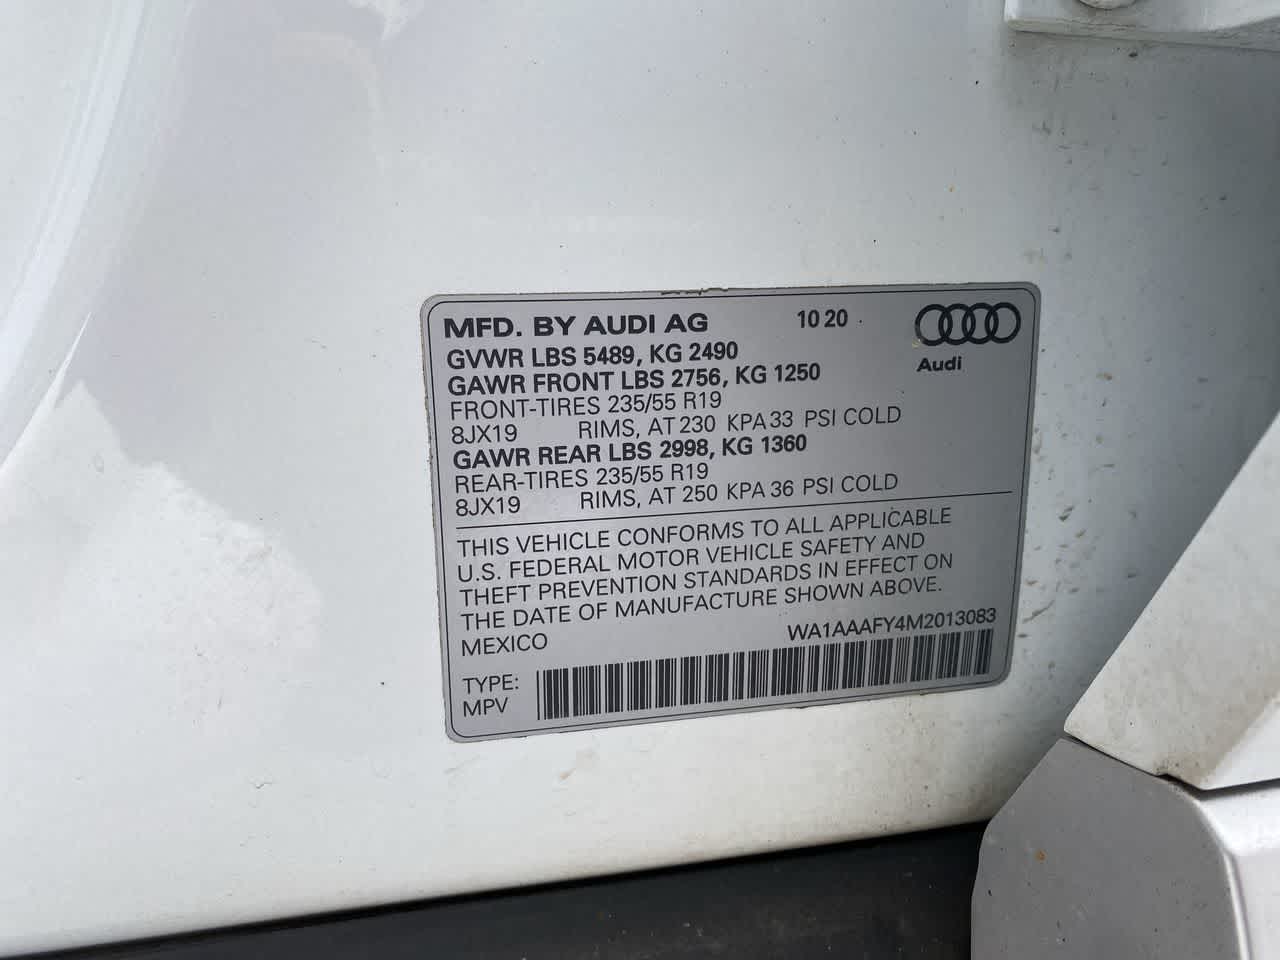 MFD. BY AUDI AG 10 20
Audi
GVWR LBS 5489, KG 2490
GAWR FRONT LBS 2756, KG 1250
FRONT-TIRES 235/55 R19
8JX19 RIMS, AT 230 KPA 33 PSI COLD
GAWR REAR LBS 2998, KG 1360
REAR-TIRES 235/55 R19
8JX19 RIMS, AT 250 KPA 36 PSI COLD
THIS VEHICLE CONFORMS TO ALL APPLICABLE
U.S. FEDERAL MOTOR VEHICLE SAFETY AND
THEFT PREVENTION STANDARDS IN EFFECT ON
THE DATE OF MANUFACTURE SHOWN ABOVE.
MEXICO WA1AAAFY4M2013083
TYPE:
MPV